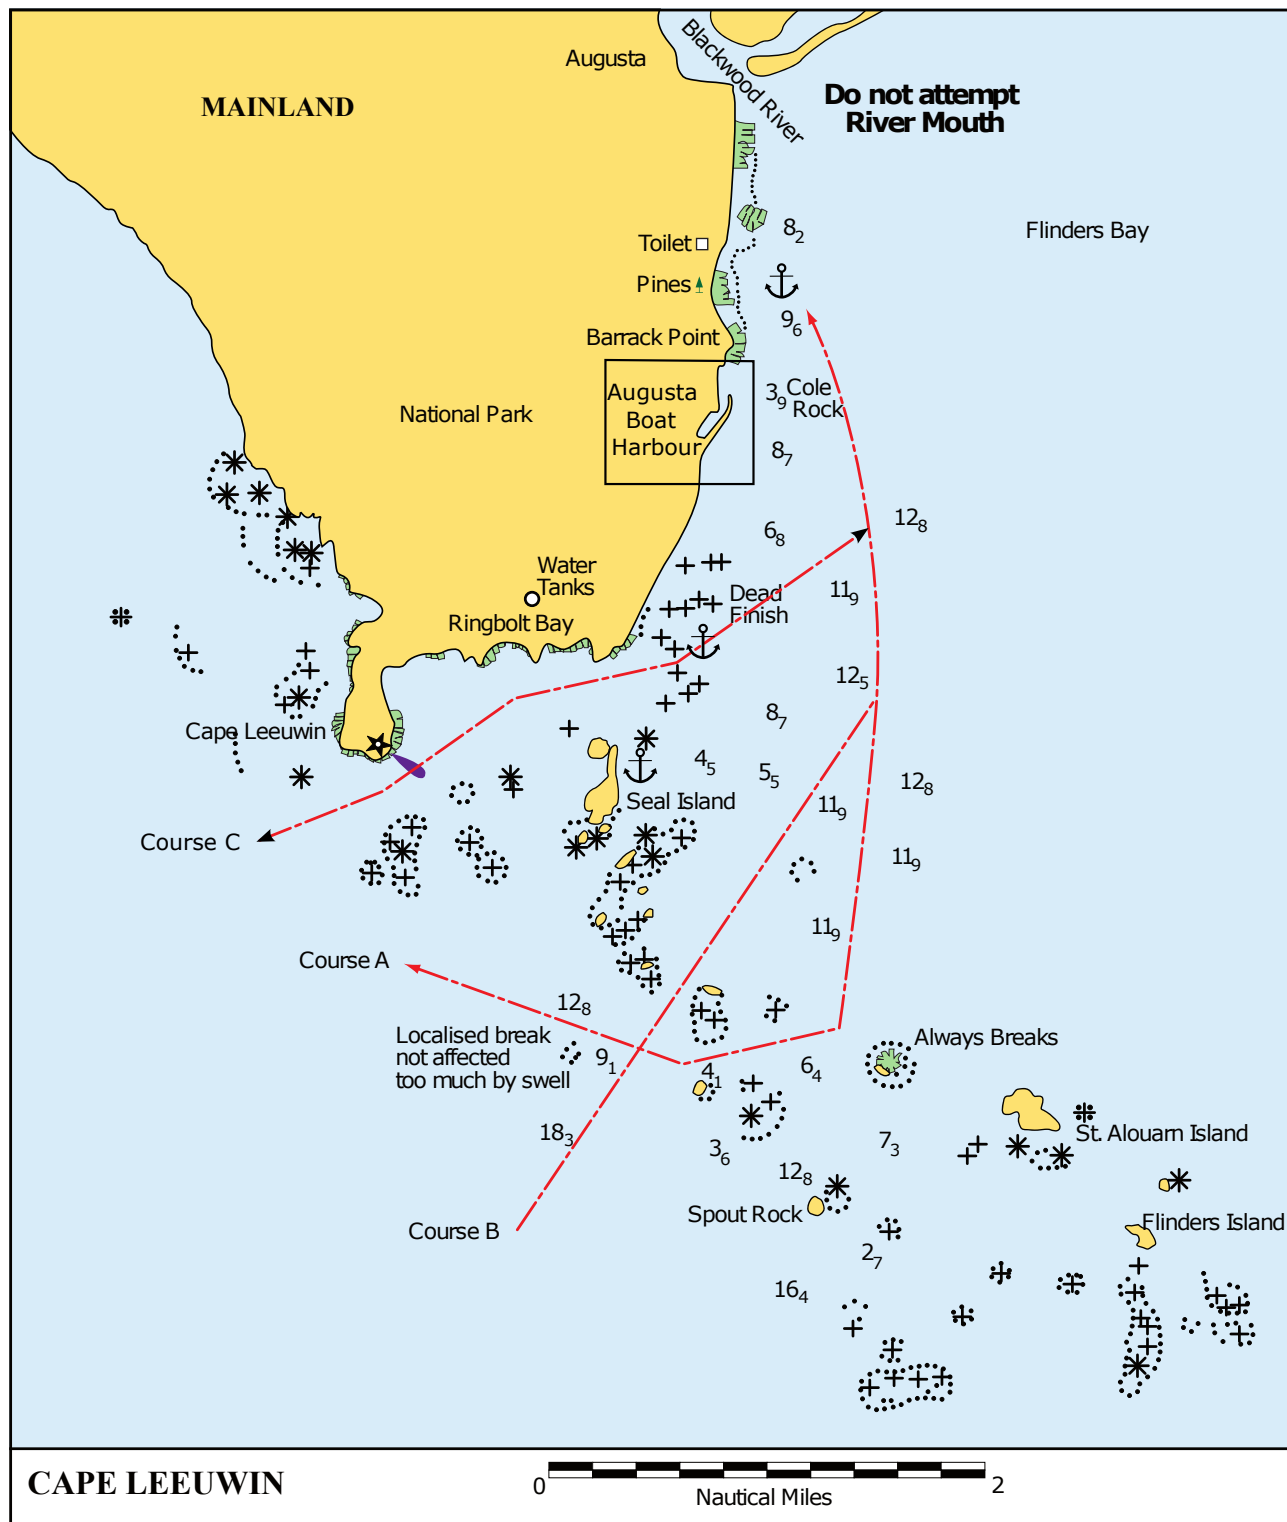 Augusta
Blackwood River
MAINLAND
Do not attempt
River Mouth
8₂
Flinders Bay
Toilet
Pines
9₆
Barrack Point
Augusta
Boat
Harbour
3₉
Cole
Rock
National Park
8₇
12₈
6₈
Water
Tanks
Dead
Finish
11₉
Ringbolt Bay
12₅
8₇
Cape Leeuwin
4₅
5₅
12₈
Seal Island
11₉
Course C
11₉
11₉
Course A
12₈
Localised break
not affected
too much by swell
9₁
4₁
6₄
Always Breaks
18₃
3₆
7₃
St. Alouarn Island
12₈
Spout Rock
Course B
Flinders Island
2₇
16₄
CAPE LEEUWIN
0
2
Nautical Miles